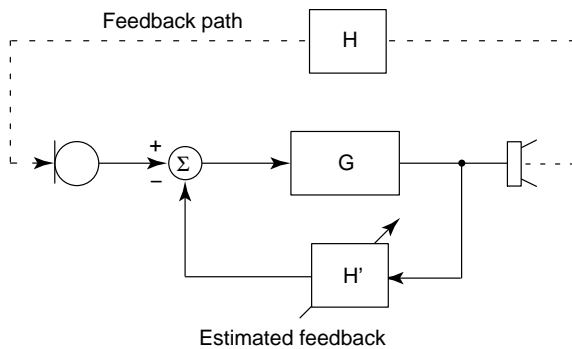 Feedback path
H
+
Σ
−
G
H'
Estimated feedback